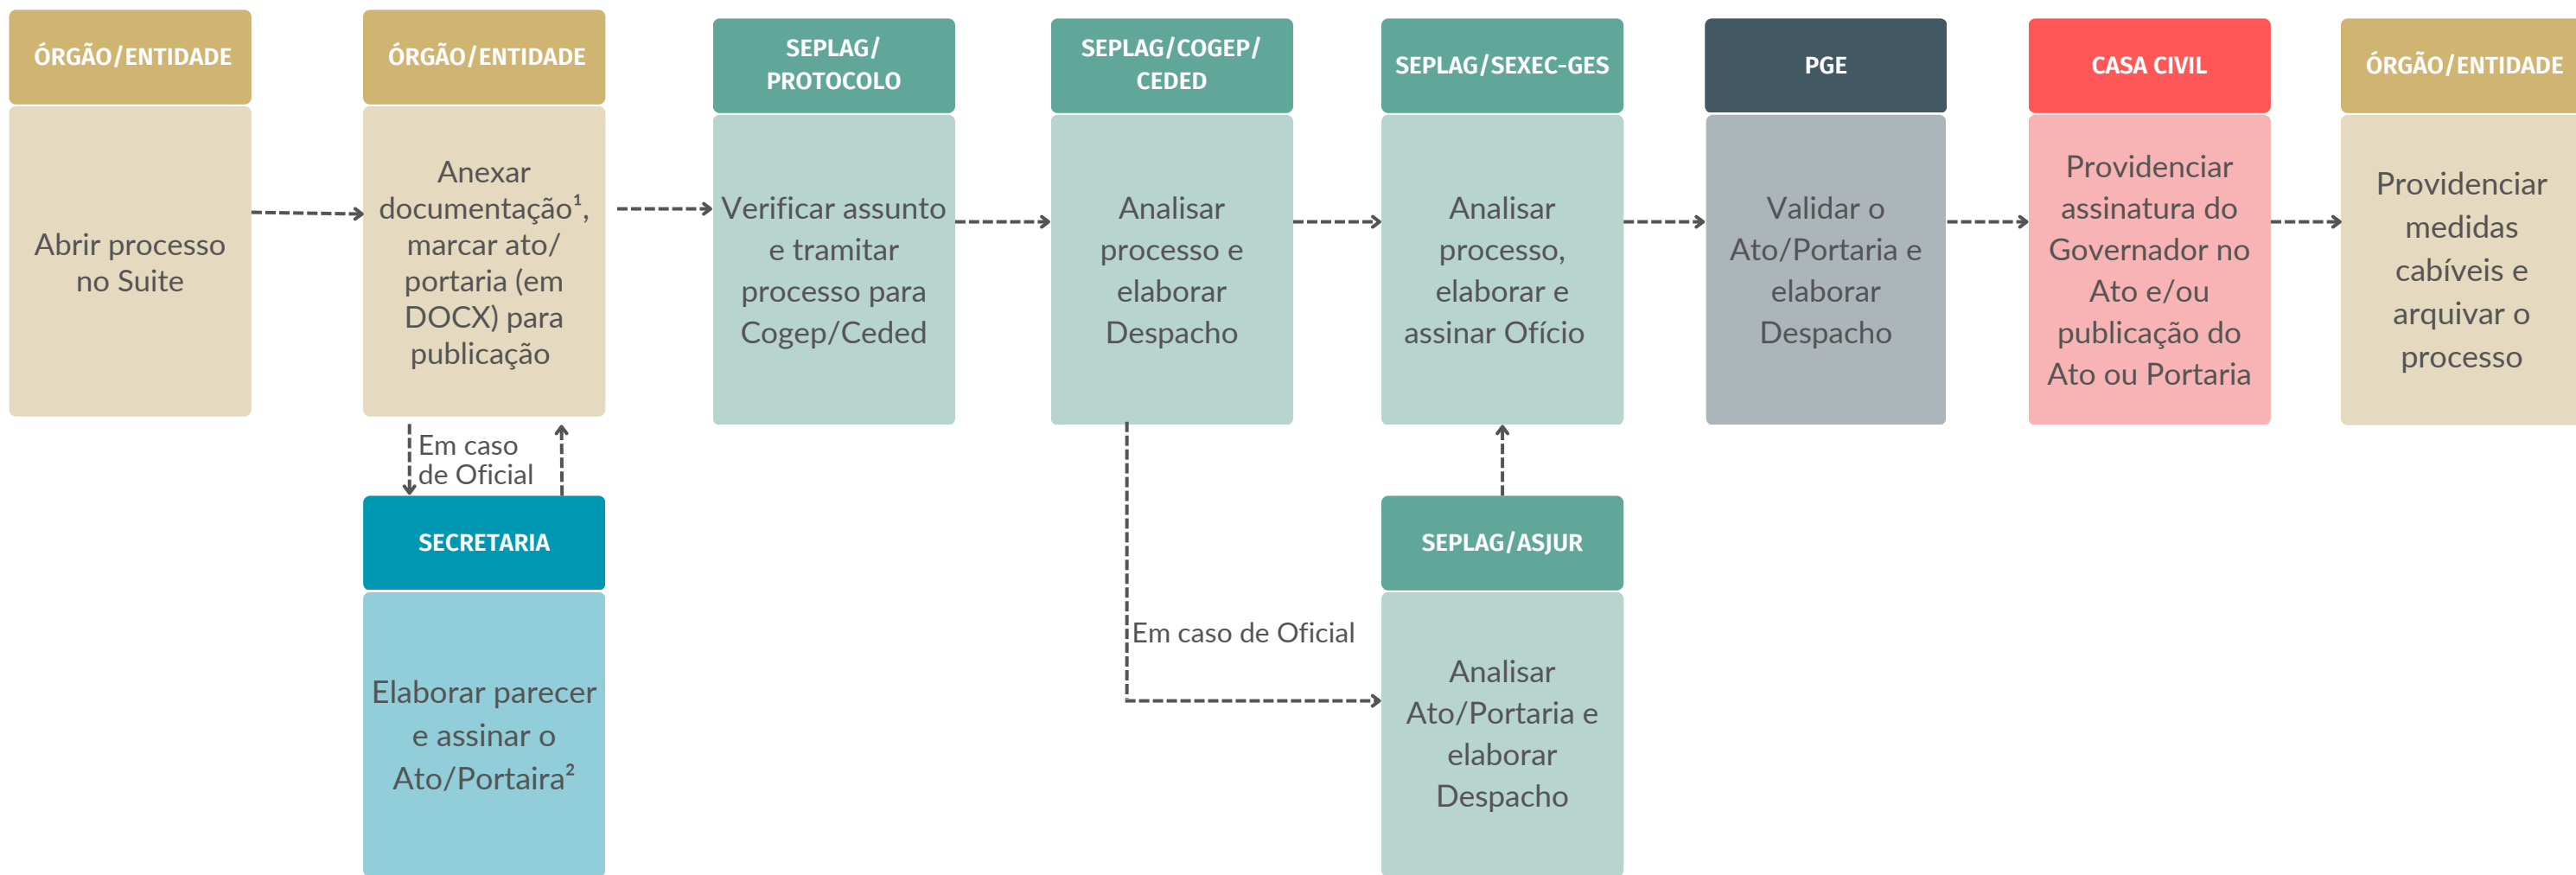 ÓRGÃO/ENTIDADE
Abrir processo
no Suite
ÓRGÃO/ENTIDADE
Anexar
documentação¹,
marcar ato/
portaria (em
DOCX) para
publicação
Em caso
de Oficial
SECRETARIA
Elaborar parecer
e assinar o
Ato/Portaira²
SEPLAG/
PROTOCOLO
Verificar assunto
e tramitar
processo para
Cogep/Ceded
SEPLAG/COGEP/
CEDED
Analisar
processo e
elaborar
Despacho
Em caso de Oficial
SEPLAG/SEXEC-GES
Analisar
processo,
elaborar e
assinar Ofício
SEPLAG/ASJUR
Analisar
Ato/Portaria e
elaborar
Despacho
PGE
Validar o
Ato/Portaria e
elaborar
Despacho
CASA CIVIL
Providenciar
assinatura do
Governador no
Ato e/ou
publicação do
Ato ou Portaria
ÓRGÃO/ENTIDADE
Providenciar
medidas
cabíveis e
arquivar o
processo